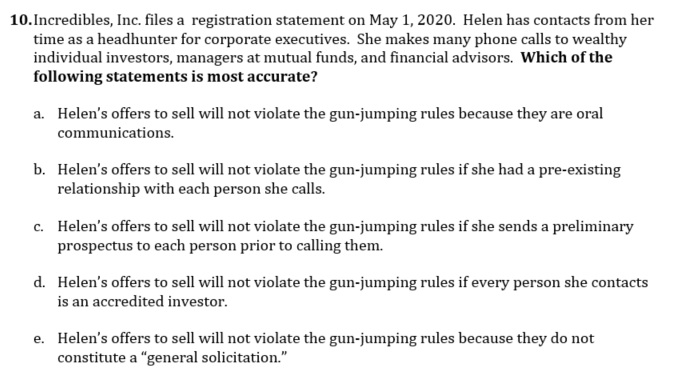 10. Incredibles, Inc. files a registration statement on May 1, 2020. Helen has contacts from her
time as a headhunter for corporate executives. She makes many phone calls to wealthy
individual investors, managers at mutual funds, and financial advisors. Which of the
following statements is most accurate?
a. Helen's offers to sell will not violate the gun-jumping rules because they are oral
communications.
b. Helen's offers to sell will not violate the gun-jumping rules if she had a pre-existing
relationship with each person she calls.
c. Helen's offers to sell will not violate the gun-jumping rules if she sends a preliminary
prospectus to each person prior to calling them.
d. Helen's offers to sell will not violate the gun-jumping rules if every person she contacts
is an accredited investor.
e. Helen's offers to sell will not violate the gun-jumping rules because they do not
constitute a “general solicitation.”